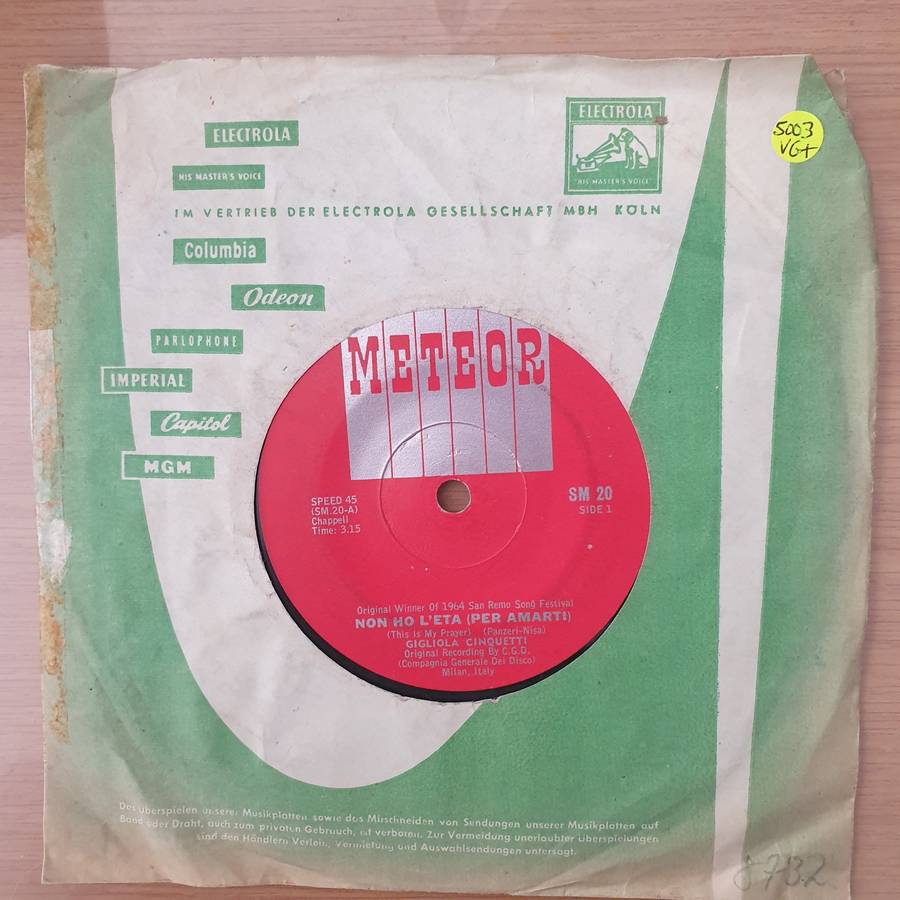 ELECTROLA
HIS MASTER'S VOICE
ELECTROLA
"HIS MASTER'S VOICE"
5003
VG+
IM VERTRIEB DER ELECTROLA GESELLSCHAFT MBH KÖLN
Columbia
Odeon
PARLOPHONE
IMPERIAL
Capitol
MGM
METEOR
SPEED 45
(SM.20-A)
Chappell
Time: 3.15
SM 20
SIDE 1
Original Winner Of 1964 San Remo Song Festival
NON HO L'ETA (PER AMARTI)
(This Is My Prayer) (Panzeri-Nisa)
GIGLIOLA CINQUETTI
Original Recording By C.G.D.
(Compagnia Generale Del Disco)
Milan, Italy
Das Überspielen unserer Musikplatten sowie das Mitschneiden von Sendungen unserer Musikplatten auf
Band oder Draht, auch zum privaten Gebrauch, ist verboten. Zur Vermeidung unerlaubter Überspielungen
sind den Händlern Verleih, Vermietung und Auswahlsendungen untersagt.